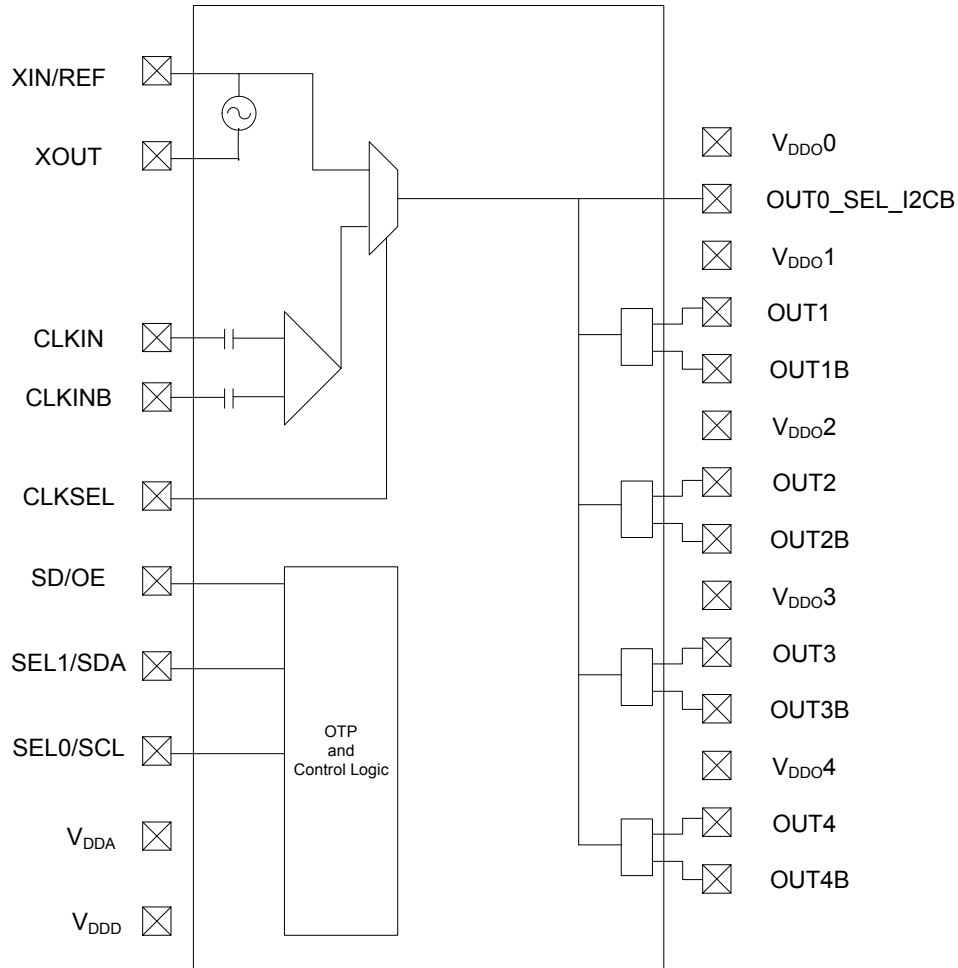 XIN/REF
XOUT
CLKIN
CLKINB
CLKSEL
SD/OE
SEL1/SDA
SEL0/SCL
VDDA
VDDD
OTP
and
Control Logic
VDDO0
OUT0_SEL_I2CB
VDDO1
OUT1
OUT1B
VDDO2
OUT2
OUT2B
VDDO3
OUT3
OUT3B
VDDO4
OUT4
OUT4B